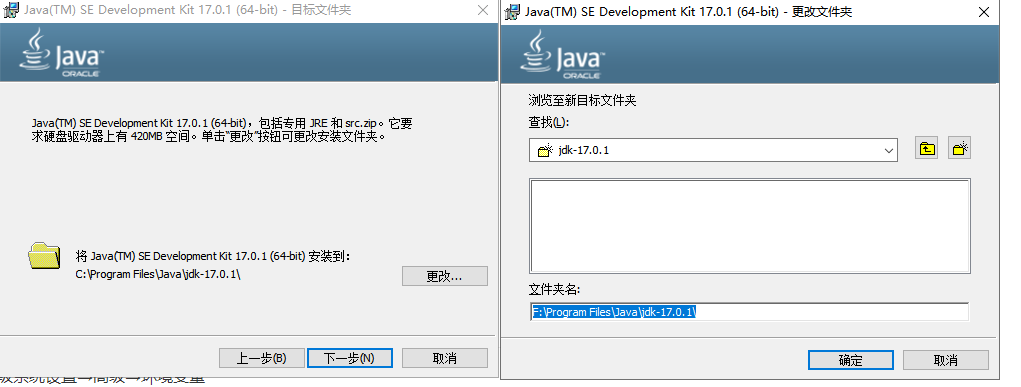 Java(TM) SE Development Kit 17.0.1 (64-bit) - 目标文件夹
Java
ORACLE
Java(TM) SE Development Kit 17.0.1 (64-bit)，包括专用 JRE 和 src.zip。它要
求硬盘驱动器上有 420MB 空间。单击“更改”按钮可更改安装文件夹。
将 Java(TM) SE Development Kit 17.0.1 (64-bit) 安装到:
C:\Program Files\Java\jdk-17.0.1\
更改...
上一步(B)
下一步(N)
取消
Java(TM) SE Development Kit 17.0.1 (64-bit) - 更改文件夹
Java
ORACLE
浏览至新目标文件夹
查找(L):
jdk-17.0.1
文件夹名:
F:\Program Files\Java\jdk-17.0.1\
确定
取消
系统设置→高级→环境变量